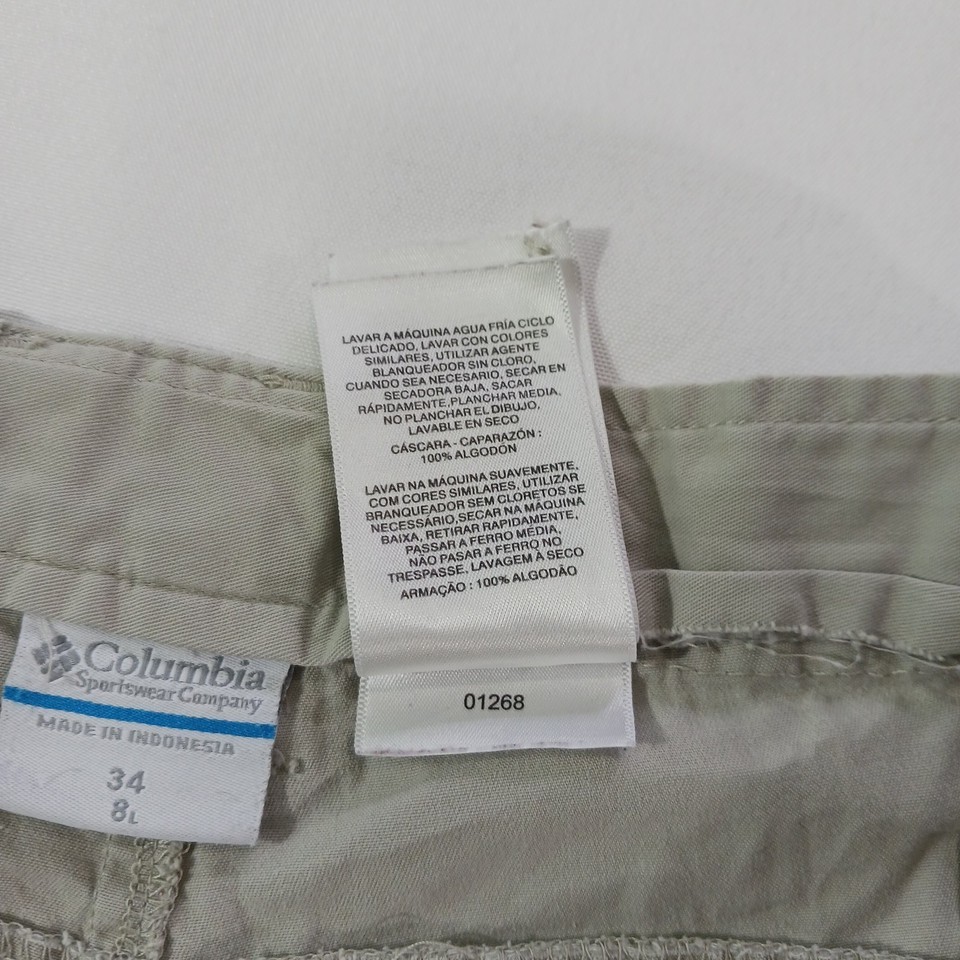 LAVAR A MÁQUINA AGUA FRÍA CICLO
DELICADO, LAVAR CON COLORES
SIMILARES, UTILIZAR AGENTE
BLANQUEADOR SIN CLORO,
CUANDO SEA NECESARIO, SECAR EN
SECADORA BAJA, SACAR
RÁPIDAMENTE,PLANCHAR MEDIA,
NO PLANCHAR EL DIBUJO,
LAVABLE EN SECO
CÁSCARA - CAPARAZÓN :
100% ALGODÓN
LAVAR NA MÁQUINA SUAVEMENTE,
COM CORES SIMILARES, UTILIZAR
BRANQUEADOR SEM CLORETOS SE
NECESSÁRIO,SECAR NA MÁQUINA
BAIXA, RETIRAR RAPIDAMENTE,
PASSAR A FERRO MÉDIA,
NÃO PASAR A FERRO NO
TRESPASSE, LAVAGEM À SECO
ARMAÇÃO : 100% ALGODÃO
01268
Columbia
Sportswear Company
MADE IN INDONESIA
34
8L